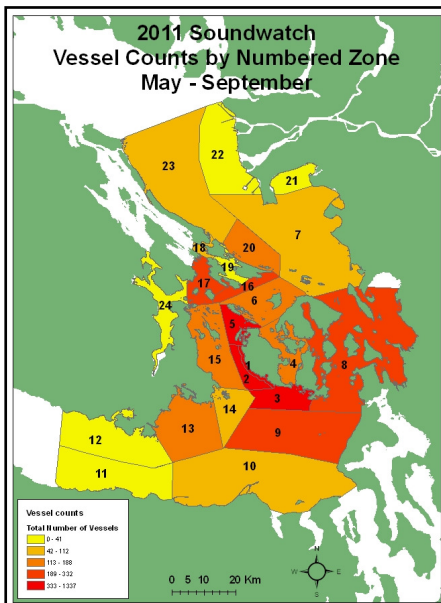 2011 Soundwatch
Vessel Counts by Numbered Zone
May - September
22
23
21
7
20
18
19
17
16
6
24
5
15
1
4
8
2
3
14
13
9
12
10
11
Vessel counts
Total Number of Vessels
0 - 41
42 - 112
113 - 188
189 - 332
333 - 1337
N
W
E
S
0 5 10 20 Km